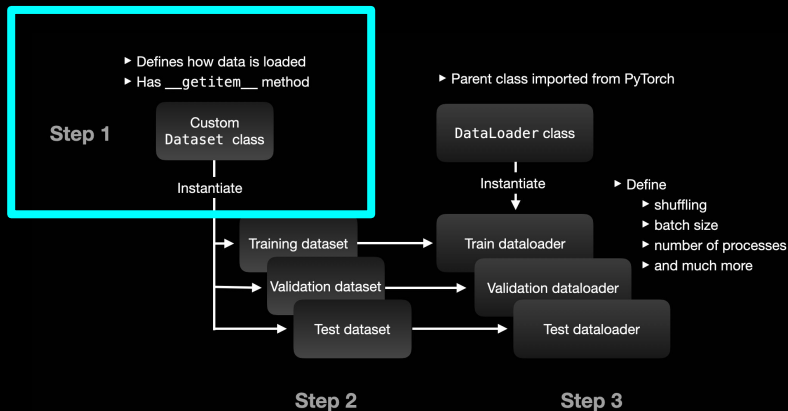 ▸ Defines how data is loaded
▸ Has __getitem__ method
Step 1
Custom
Dataset class
Instantiate
▸ Parent class imported from PyTorch
DataLoader class
Instantiate
▸ Define
▸ shuffling
▸ batch size
▸ number of processes
▸ and much more
Training dataset
Train dataloader
Validation dataset
Validation dataloader
Test dataset
Test dataloader
Step 2
Step 3